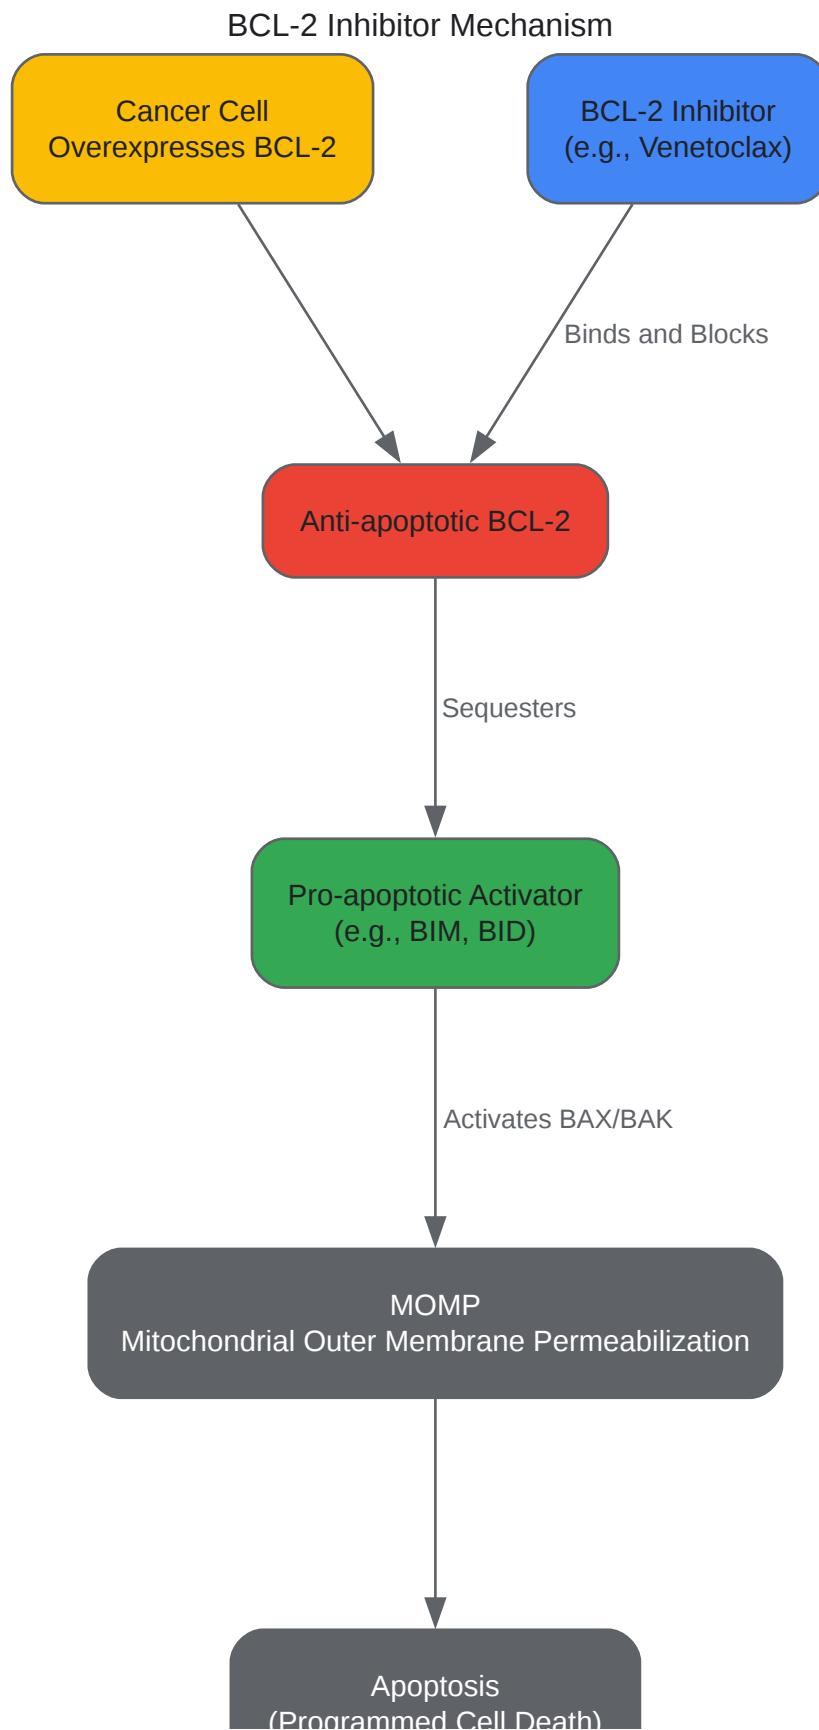 BCL-2 Inhibitor Mechanism
Cancer Cell
Overexpresses BCL-2
BCL-2 Inhibitor
(e.g., Venetoclax)
Binds and Blocks
Anti-apoptotic BCL-2
Sequesters
Pro-apoptotic Activator
(e.g., BIM, BID)
Activates BAX/BAK
MOMP
Mitochondrial Outer Membrane Permeabilization
Apoptosis
(Programmed Cell Death)